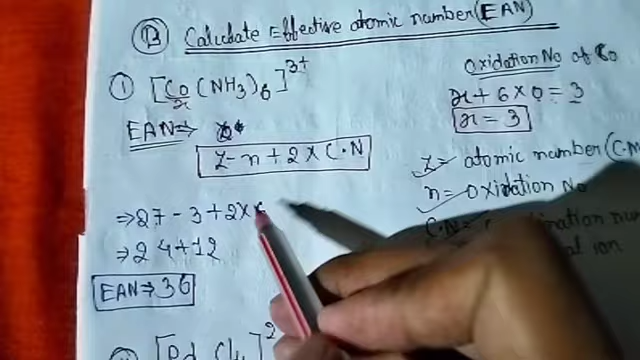 B Calculate Effective atomic number (EAN)
① [Co(NH3)6]3+
x
Oxidation No of Co
x + 6 × 0 = 3
x = 3
EAN ⇒
Z - n + 2 × C.N
Z = atomic number
n = Oxidation No
C.N =
ion
⇒ 27 - 3 + 2 ×
⇒ 24 + 12
EAN ⇒ 36